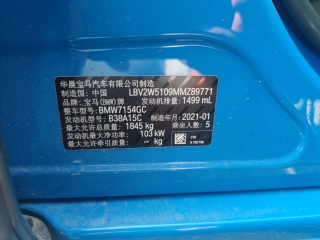 华晨宝马汽车有限公司制造
制造国: 中国 LBV2W5109MMZ89771
品牌: 宝马(BMW)牌 发动机排量: 1499 mL
整车型号: BMW7154GC
发动机型号: B38A15C 制造年月: 2021-01
最大允许总质量: 1845 kg 乘坐人数: 5
发动机最大净功率: 103 kW
最大允许牵引质量: -- kg